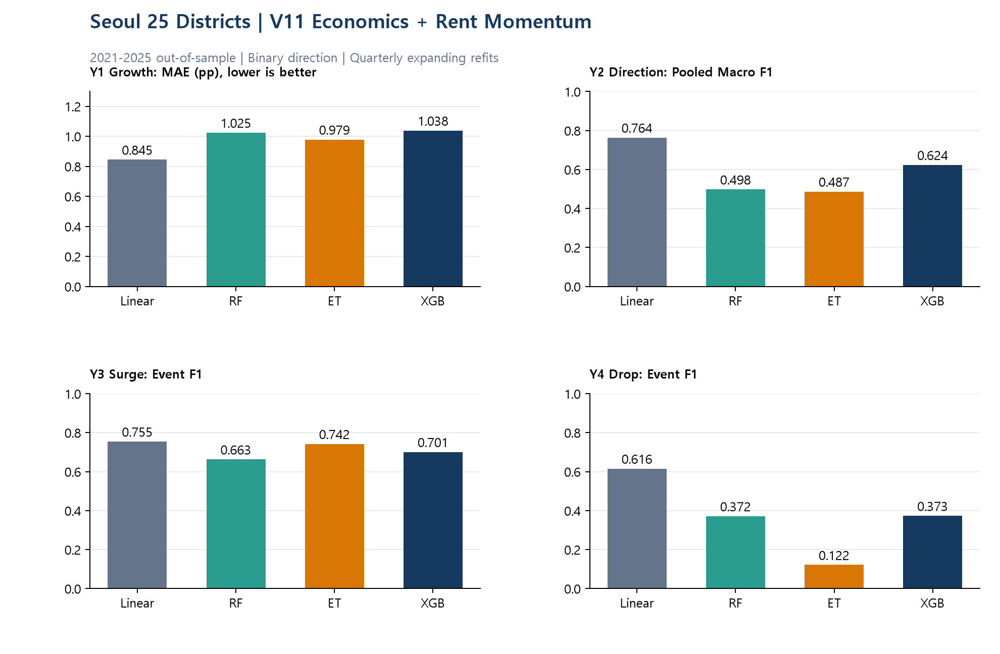 Seoul 25 Districts | V11 Economics + Rent Momentum
2021-2025 out-of-sample | Binary direction | Quarterly expanding refits
Y1 Growth: MAE (pp), lower is better
1.2
1.0
0.8
0.6
0.4
0.2
0.0
0.845
1.025
0.979
1.038
Linear
RF
ET
XGB
Y2 Direction: Pooled Macro F1
1.0
0.8
0.6
0.4
0.2
0.0
0.764
0.498
0.487
0.624
Linear
RF
ET
XGB
Y3 Surge: Event F1
1.0
0.8
0.6
0.4
0.2
0.0
0.755
0.663
0.742
0.701
Linear
RF
ET
XGB
Y4 Drop: Event F1
1.0
0.8
0.6
0.4
0.2
0.0
0.616
0.372
0.122
0.373
Linear
RF
ET
XGB